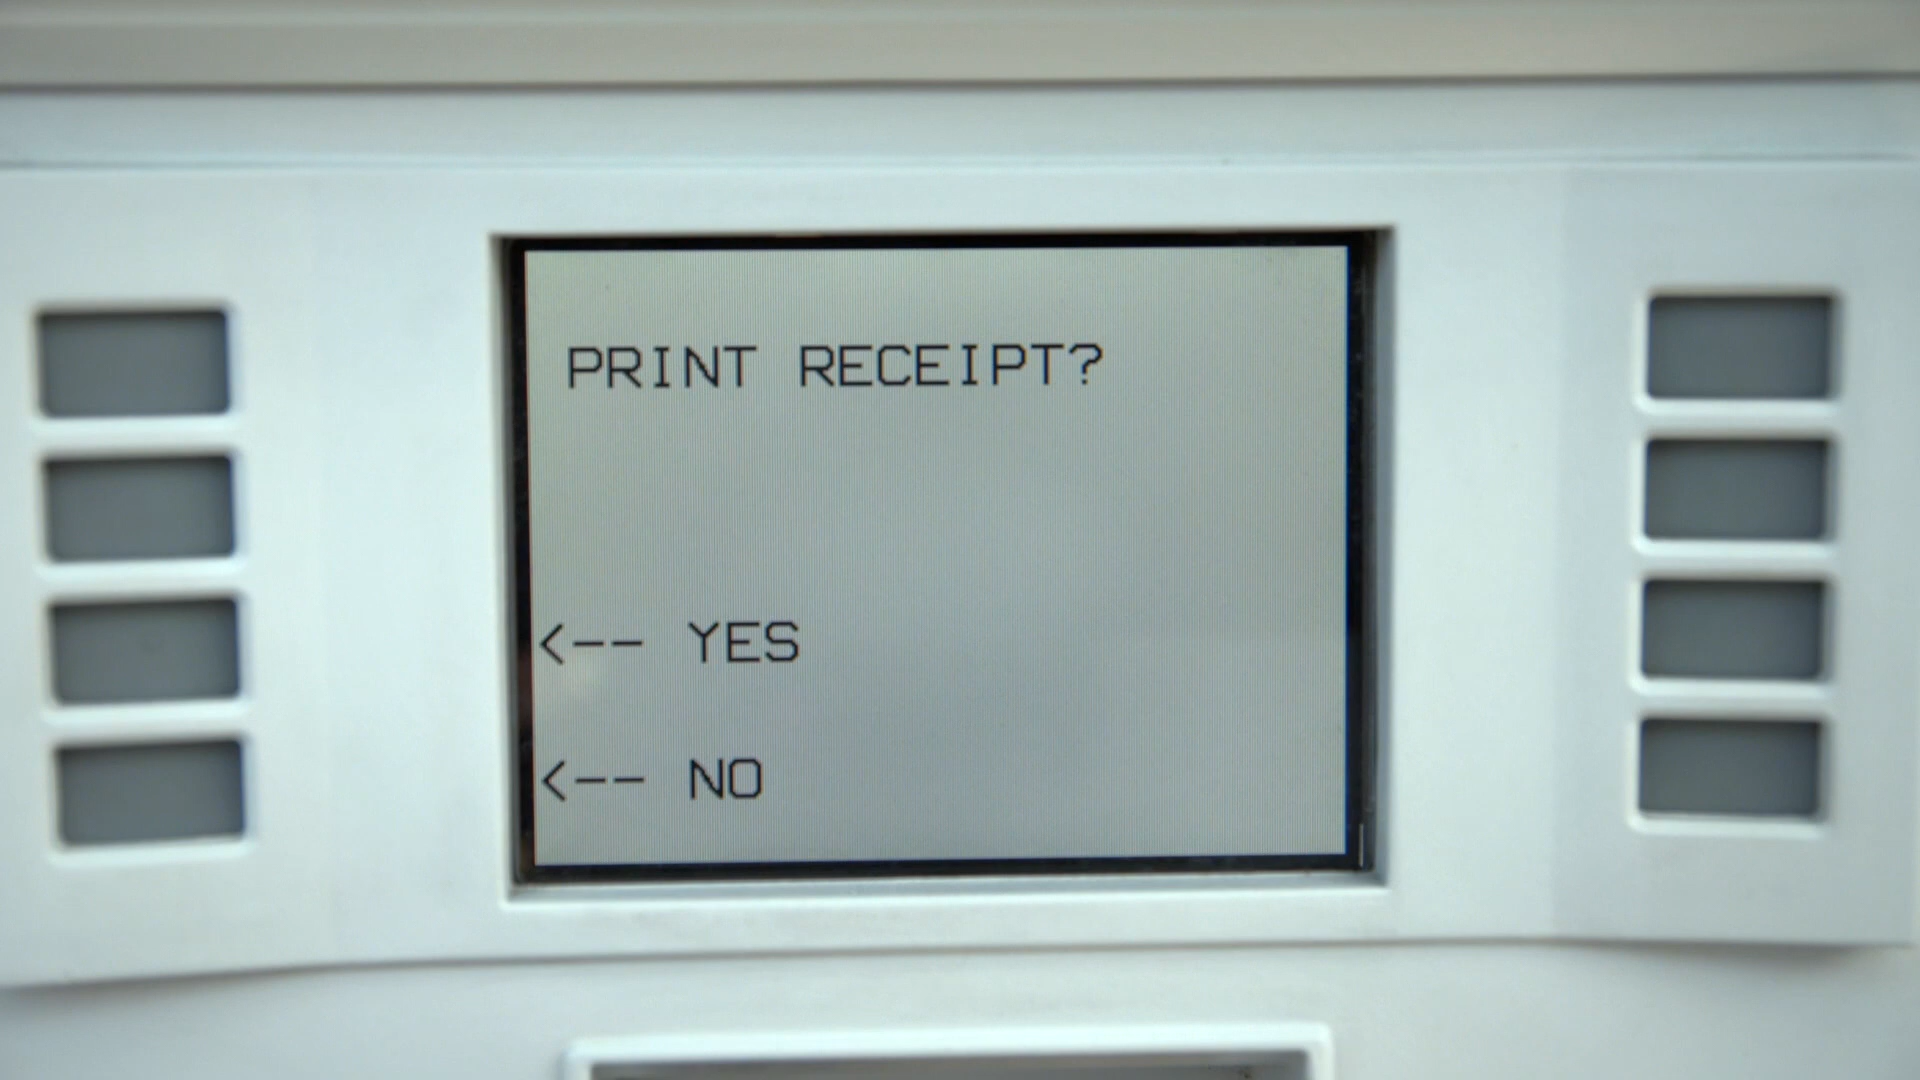 PRINT RECEIPT?
<-- YES
<-- NO